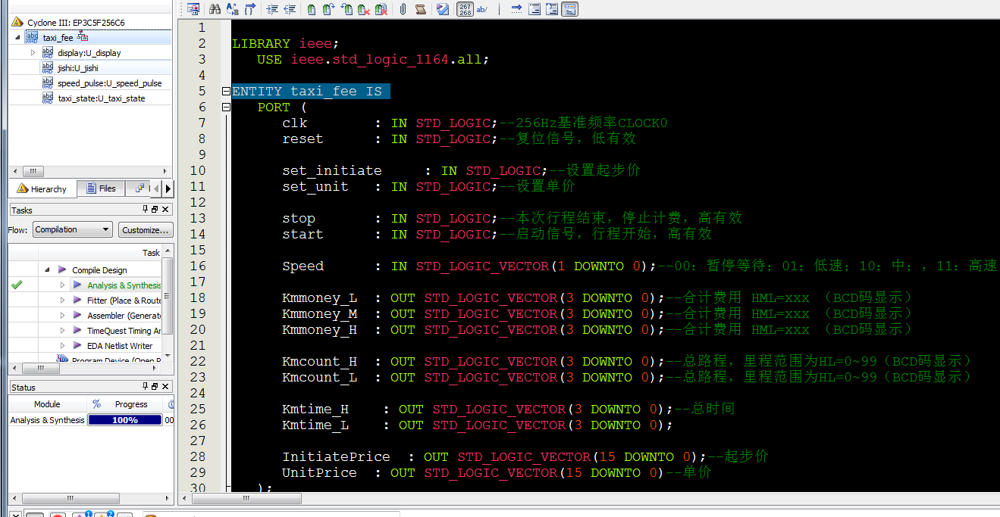 Cyclone III: EP3C5F256C6
taxi_fee
display:U_display
jishi:U_jishi
speed_pulse:U_speed_pulse
taxi_state:U_taxi_state
Hierarchy
Files
Tasks
Flow: Compilation
Customize...
Task
Compile Design
Analysis & Synthesis
Fitter (Place & Route
Assembler (Generat
TimeQuest Timing Ar
EDA Netlist Writer
Program Device (Open P
Status
Module % Progress
Analysis & Synthesis 100% 00
267
268
ab/
1
2 LIBRARY ieee;
3 USE ieee.std_logic_1164.all;
4
5 ENTITY taxi_fee IS
6 PORT (
7 clk : IN STD_LOGIC;--256Hz基准频率CLOCK0
8 reset : IN STD_LOGIC;--复位信号，低有效
9
10 set_initiate : IN STD_LOGIC;--设置起步价
11 set_unit : IN STD_LOGIC;--设置单价
12
13 stop : IN STD_LOGIC;--本次行程结束，停止计费，高有效
14 start : IN STD_LOGIC;--启动信号，行程开始，高有效
15
16 Speed : IN STD_LOGIC_VECTOR(1 DOWNTO 0);--00：暂停等待；01：低速；10：中；，11：高速
17
18 Kmmoney_L : OUT STD_LOGIC_VECTOR(3 DOWNTO 0);--合计费用 HML=xxx （BCD码显示）
19 Kmmoney_M : OUT STD_LOGIC_VECTOR(3 DOWNTO 0);--合计费用 HML=xxx （BCD码显示）
20 Kmmoney_H : OUT STD_LOGIC_VECTOR(3 DOWNTO 0);--合计费用 HML=xxx （BCD码显示）
21
22 Kmcount_H : OUT STD_LOGIC_VECTOR(3 DOWNTO 0);--总路程，里程范围为HL=0~99（BCD码显示）
23 Kmcount_L : OUT STD_LOGIC_VECTOR(3 DOWNTO 0);--总路程，里程范围为HL=0~99（BCD码显示）
24
25 Kmtime_H : OUT STD_LOGIC_VECTOR(3 DOWNTO 0);--总时间
26 Kmtime_L : OUT STD_LOGIC_VECTOR(3 DOWNTO 0);
27
28 InitiatePrice : OUT STD_LOGIC_VECTOR(15 DOWNTO 0);--起步价
29 UnitPrice : OUT STD_LOGIC_VECTOR(15 DOWNTO 0)--单价
30 );